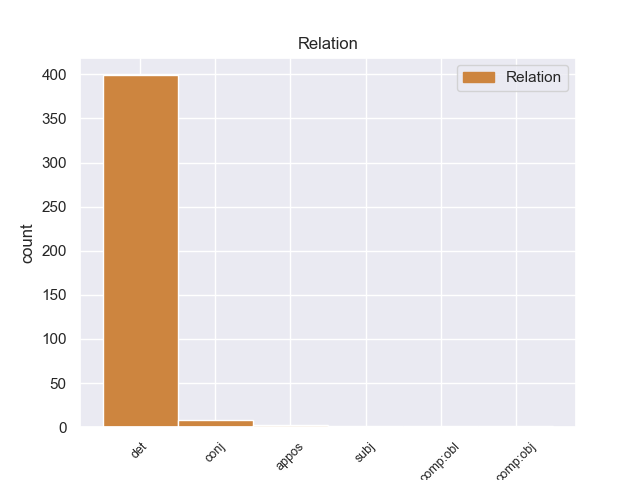 Relation
Relation
400
350
300
250
200
150
100
50
0
count
det
conj
appos
subj
comp:obl
comp:obj